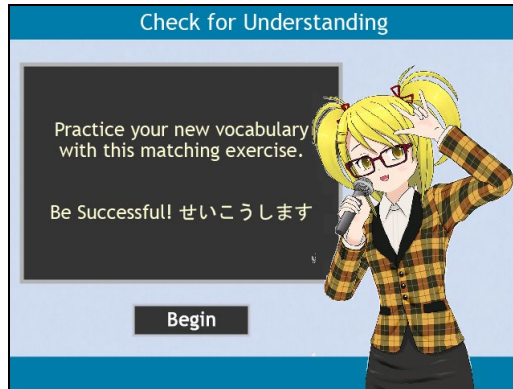 Check for Understanding
Practice your new vocabulary
with this matching exercise.
Be Successful! せいこうします
Begin